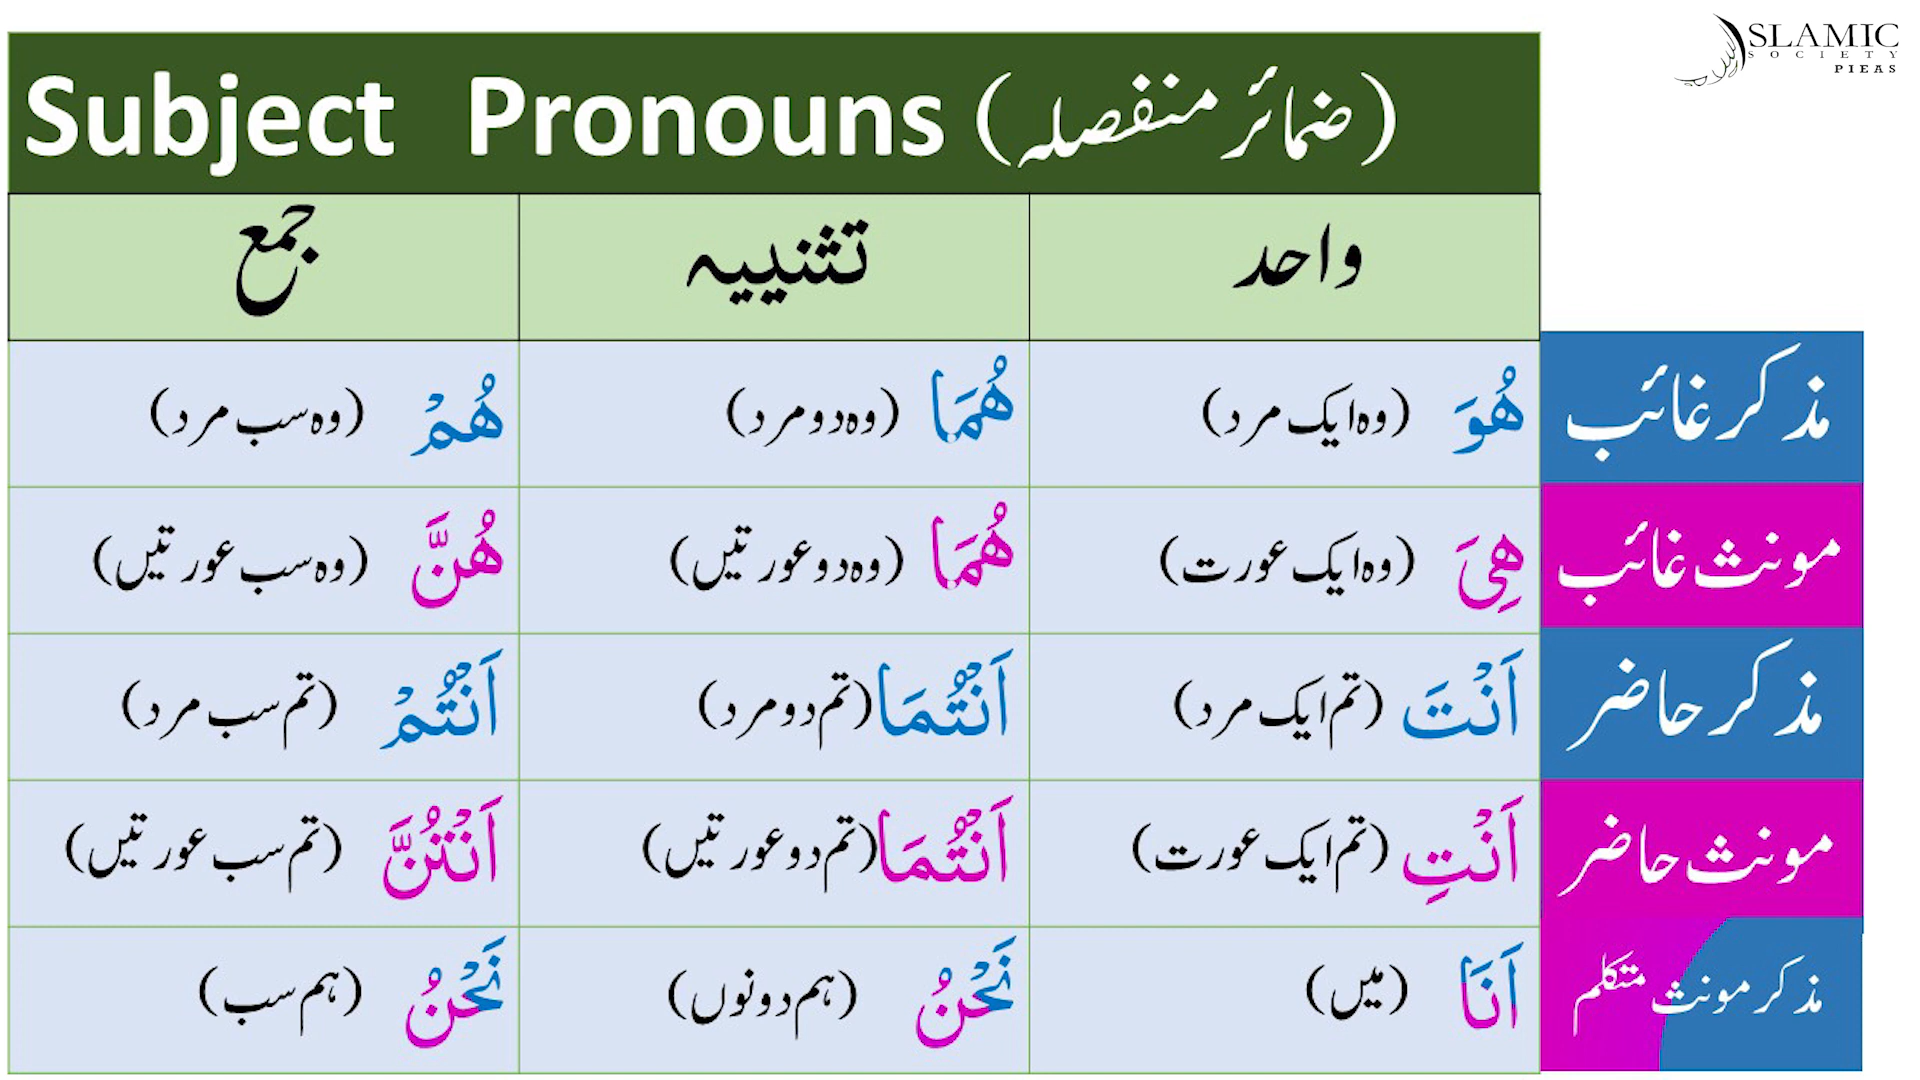 SLAMIC
SOCIETY
PIEAS
Subject Pronouns (ضمائر منفصلہ)
واحد تثنییہ جمع
مذکر غائب هُوَ (وہ ایک مرد) هُمَا (وہ دو مرد) هُمْ (وہ سب مرد)
مونث غائب هِیَ (وہ ایک عورت) هُمَا (وہ دو عورتیں) هُنَّ (وہ سب عورتیں)
مذکر حاضر اَنْتَ (تم ایک مرد) اَنْتُمَا (تم دو مرد) اَنْتُمْ (تم سب مرد)
مونث حاضر اَنْتِ (تم ایک عورت) اَنْتُمَا (تم دو عورتیں) اَنْتُنَّ (تم سب عورتیں)
مذکر مونث متکلم اَنَا (میں) نَحْنُ (ہم دونوں) نَحْنُ (ہم سب)